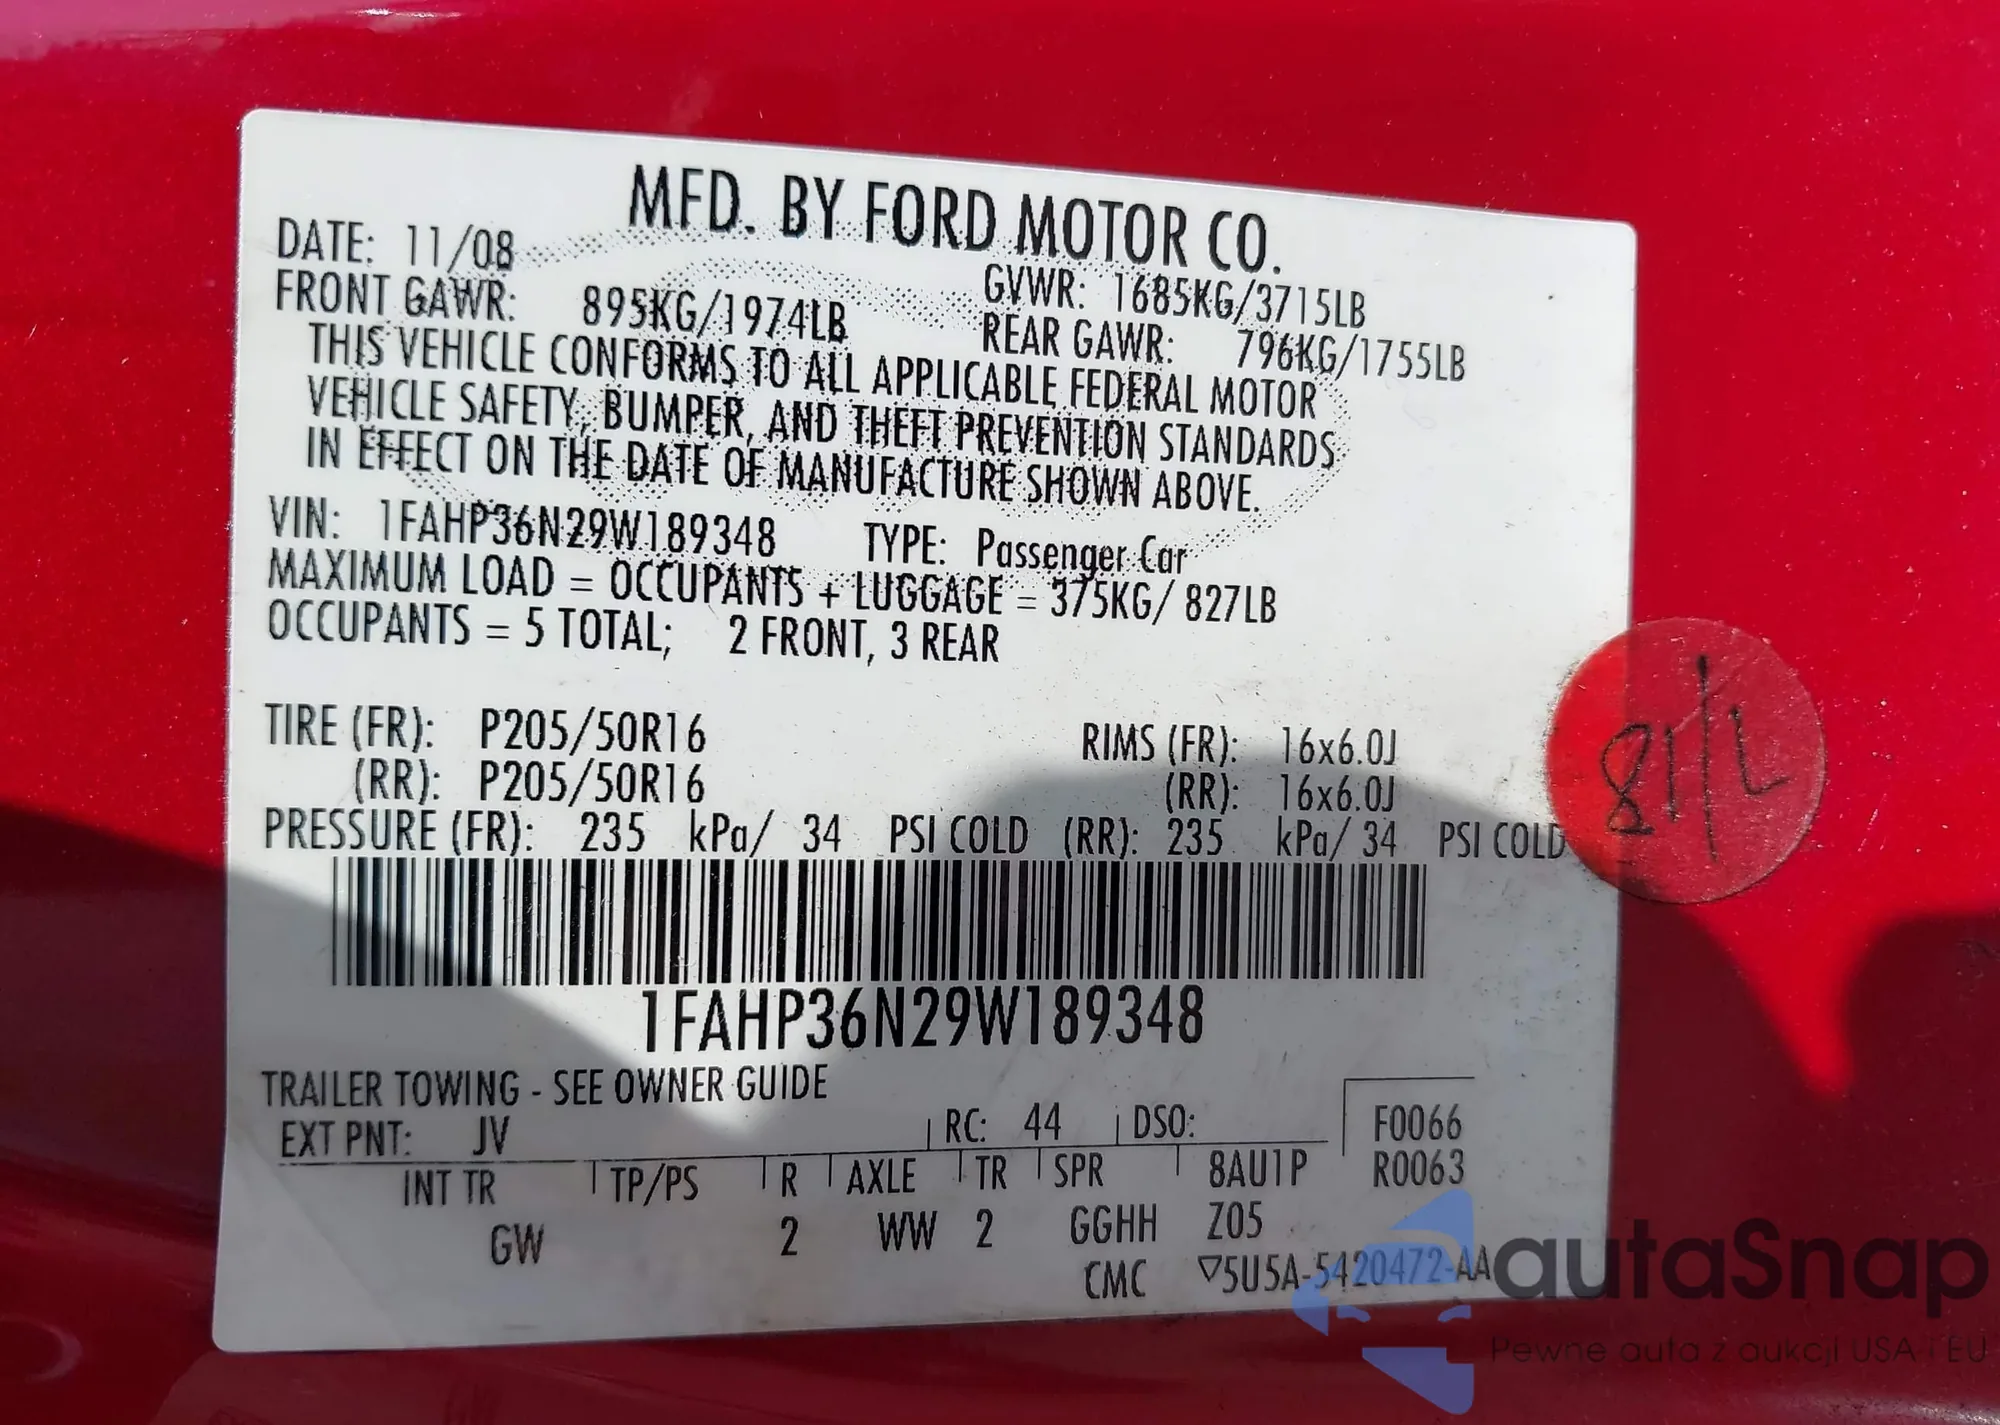 MFD. BY FORD MOTOR CO.
DATE: 11/08
GVWR: 1685KG/3715LB
FRONT GAWR: 895KG/1974LB
REAR GAWR: 796KG/1755LB
THIS VEHICLE CONFORMS TO ALL APPLICABLE FEDERAL MOTOR
VEHICLE SAFETY, BUMPER, AND THEFT PREVENTION STANDARDS
IN EFFECT ON THE DATE OF MANUFACTURE SHOWN ABOVE.
VIN: 1FAHP36N29W189348 TYPE: Passenger Car
MAXIMUM LOAD = OCCUPANTS + LUGGAGE = 375KG/ 827LB
OCCUPANTS = 5 TOTAL; 2 FRONT, 3 REAR
TIRE (FR): P205/50R16 RIMS (FR): 16x6.0J
(RR): P205/50R16 (RR): 16x6.0J
PRESSURE (FR): 235 kPa/ 34 PSI COLD (RR): 235 kPa/ 34 PSI COLD
81/L
1FAHP36N29W189348
TRAILER TOWING - SEE OWNER GUIDE
EXT PNT: JV RC: 44 DSO: F0066
INT TR TP/PS R AXLE TR SPR 8AU1P R0063
GW 2 WW 2 GGHH Z05
CMC ▽5U5A-5420472-AA
autaSnap
Pewne auta z aukcji USA i EU